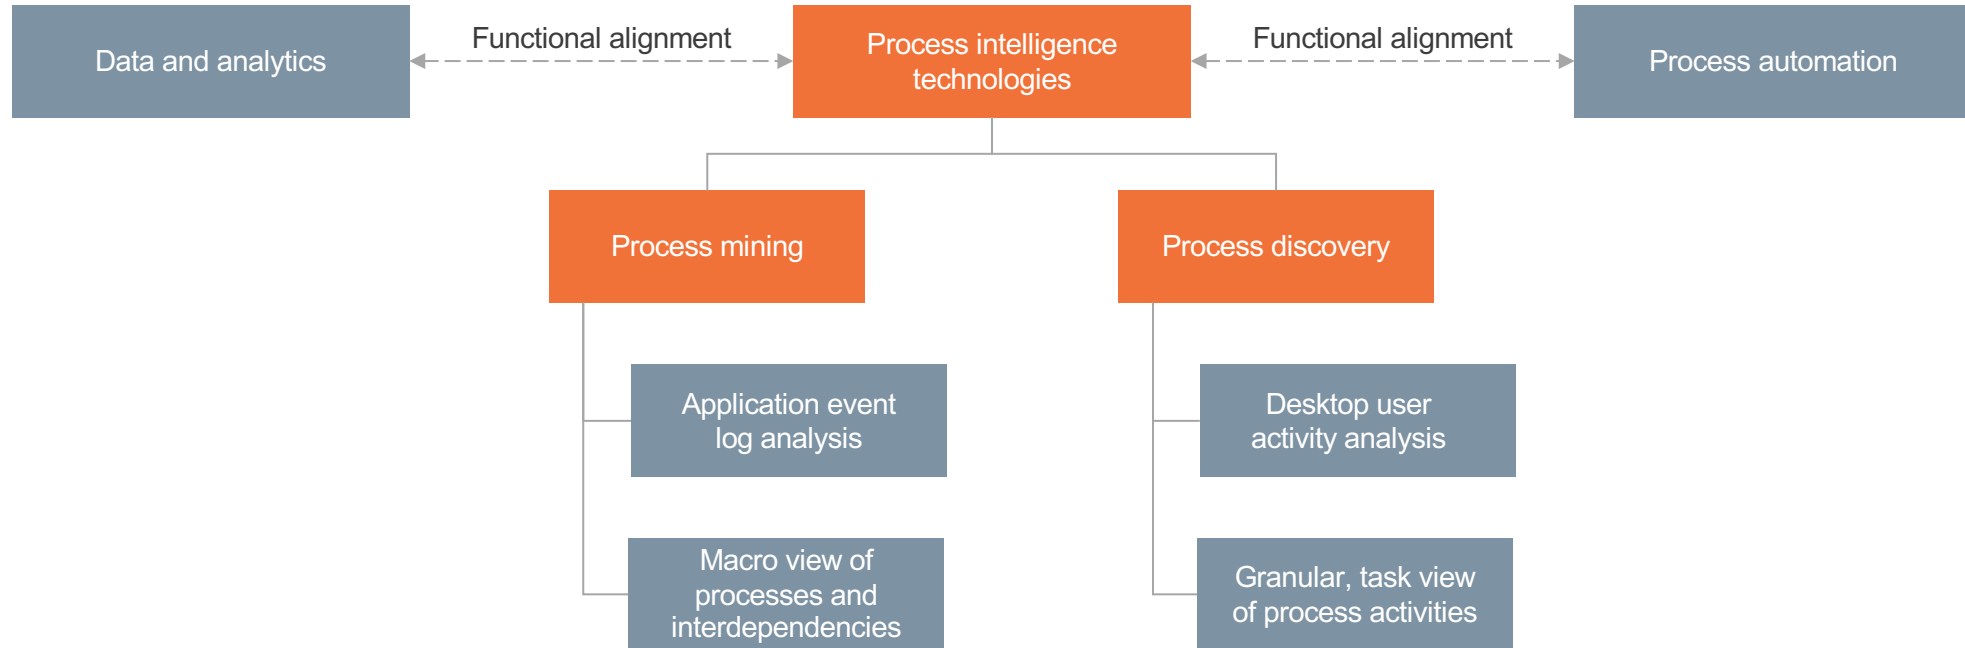 Data and analytics
Functional alignment
Process intelligence
technologies
Functional alignment
Process automation
Process mining
Process discovery
Application event
log analysis
Desktop user
activity analysis
Macro view of
processes and
interdependencies
Granular, task view
of process activities